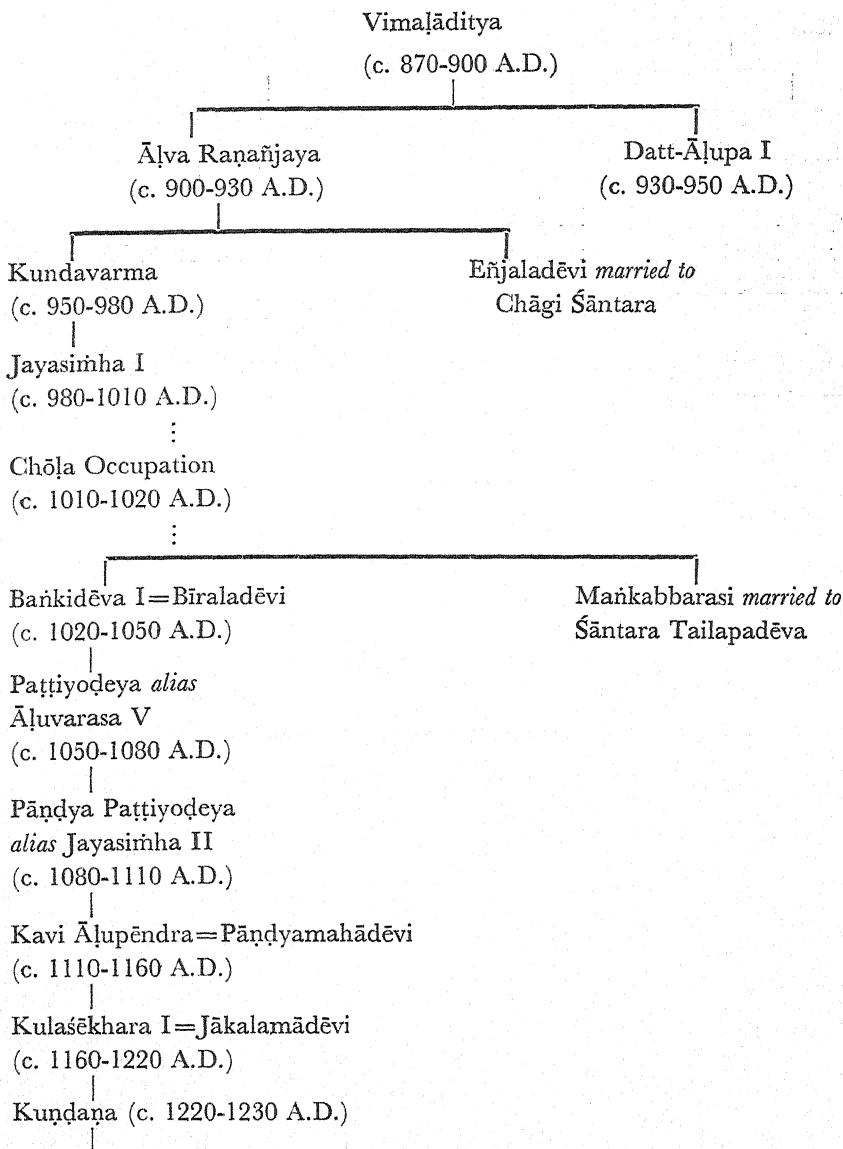 Vimaḷāditya
(c. 870-900 A.D.)
Āḷva Raṇañjaya
Datt-Āḷupa I
(c. 900-930 A.D.)
(c. 930-950 A.D.)
Kundavarma
Eñjaladēvi married to
(c. 950-980 A.D.)
Chāgi Śāntara
Jayasiṁha I
(c. 980-1010 A.D.)
Chōḷa Occupation
(c. 1010-1020 A.D.)
Baṅkidēva I=Bīraladēvi
Maṅkabbarasi married to
(c. 1020-1050 A.D.)
Śāntara Tailapadēva
Paṭṭiyoḍeya alias
Āḷuvarasa V
(c. 1050-1080 A.D.)
Pāṇḍya Paṭṭiyoḍeya
alias Jayasiṁha II
(c. 1080-1110 A.D.)
Kavi Āḷupēndra=Pāṇḍyamahādēvi
(c. 1110-1160 A.D.)
Kulaśēkhara I=Jākalamādēvi
(c. 1160-1220 A.D.)
Kuṇḍaṇa (c. 1220-1230 A.D.)